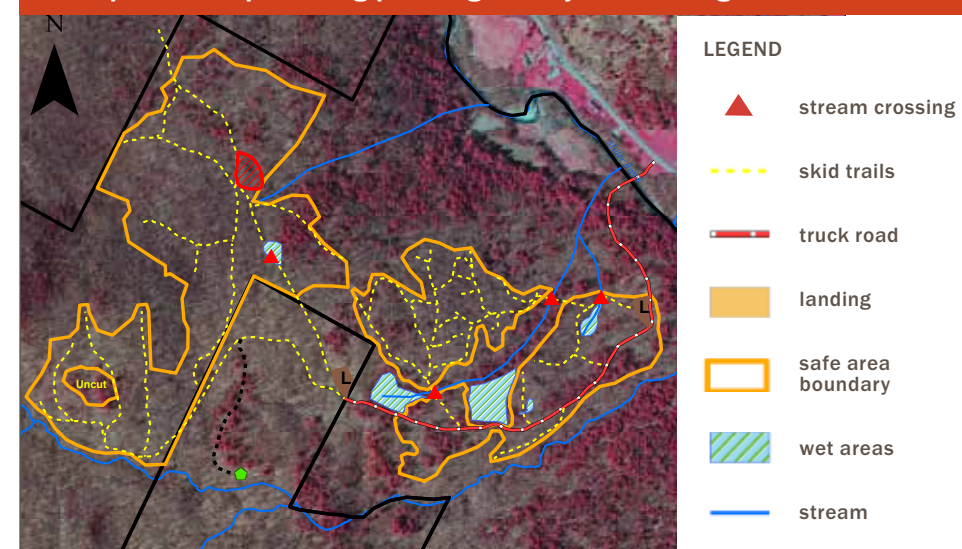 N
LEGEND
stream crossing
skid trails
truck road
landing
safe area
boundary
wet areas
stream
Uncut
L
L